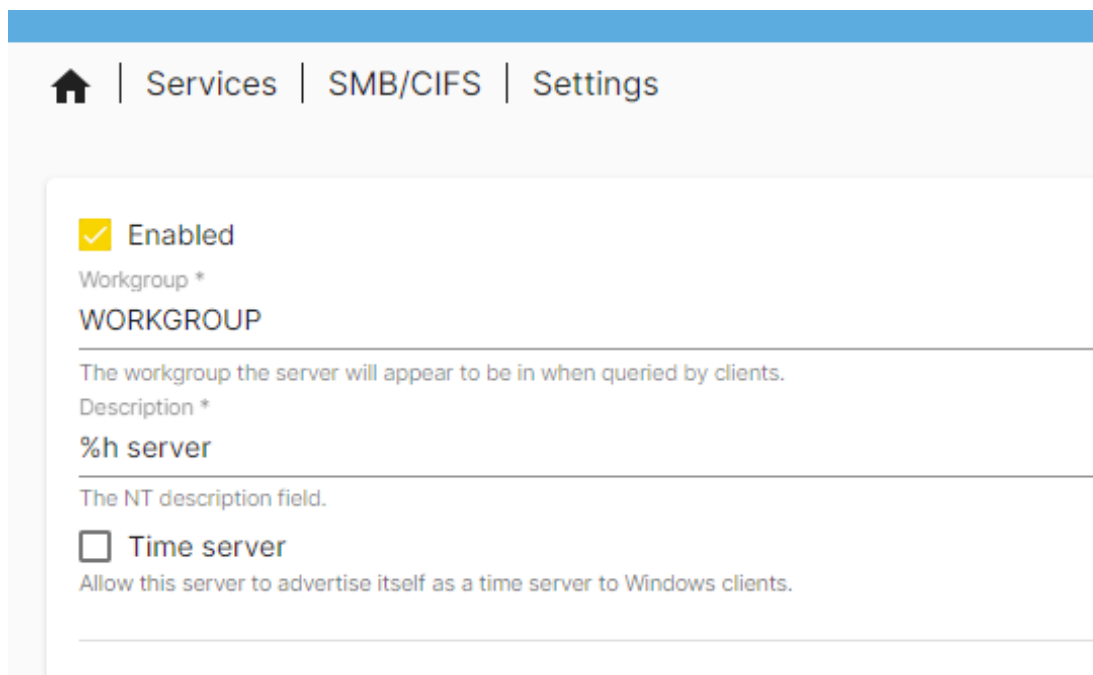 Services | SMB/CIFS | Settings
Enabled
Workgroup *
WORKGROUP
The workgroup the server will appear to be in when queried by clients.
Description *
%h server
The NT description field.
Time server
Allow this server to advertise itself as a time server to Windows clients.